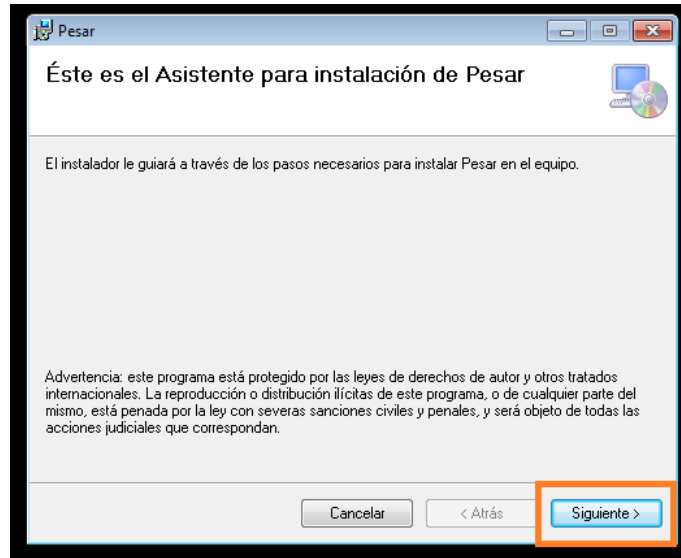 Pesar
Éste es el Asistente para instalación de Pesar
El instalador le guiará a través de los pasos necesarios para instalar Pesar en el equipo.
Advertencia: este programa está protegido por las leyes de derechos de autor y otros tratados
internacionales. La reproducción o distribución ilícitas de este programa, o de cualquier parte del
mismo, está penada por la ley con severas sanciones civiles y penales, y será objeto de todas las
acciones judiciales que correspondan.
Cancelar
< Atrás
Siguiente >